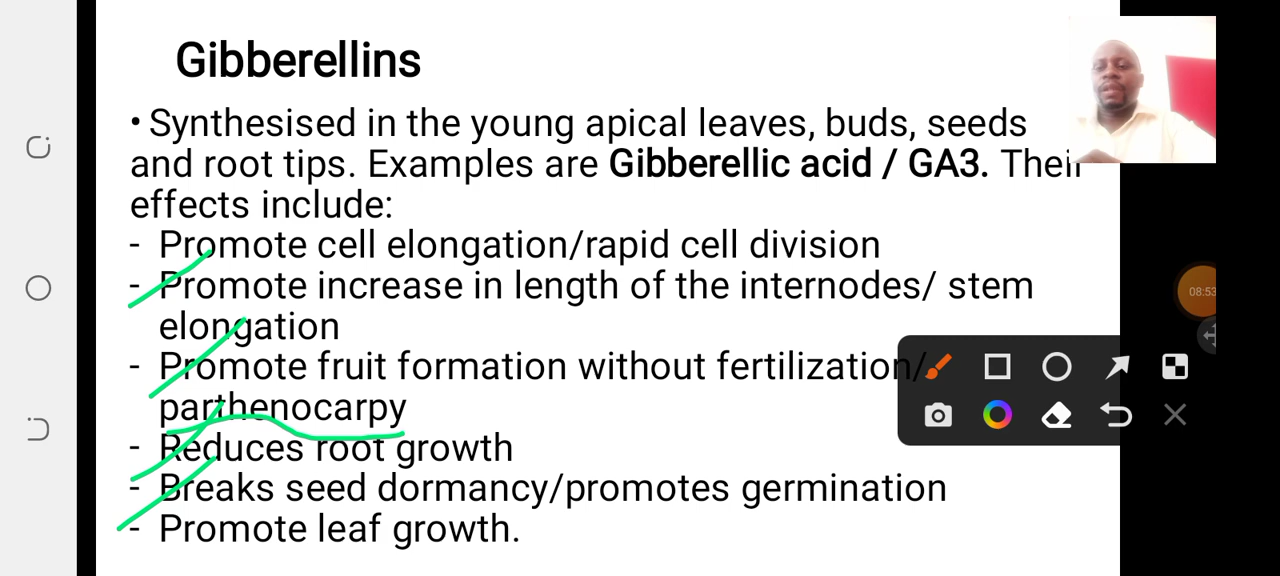 Gibberellins
• Synthesised in the young apical leaves, buds, seeds
and root tips. Examples are Gibberellic acid / GA3. Their
effects include:
- Promote cell elongation/rapid cell division
- Promote increase in length of the internodes/ stem
elongation
- Promote fruit formation without fertilization/
parthenocarpy
- Reduces root growth
- Breaks seed dormancy/promotes germination
- Promote leaf growth.
08:53